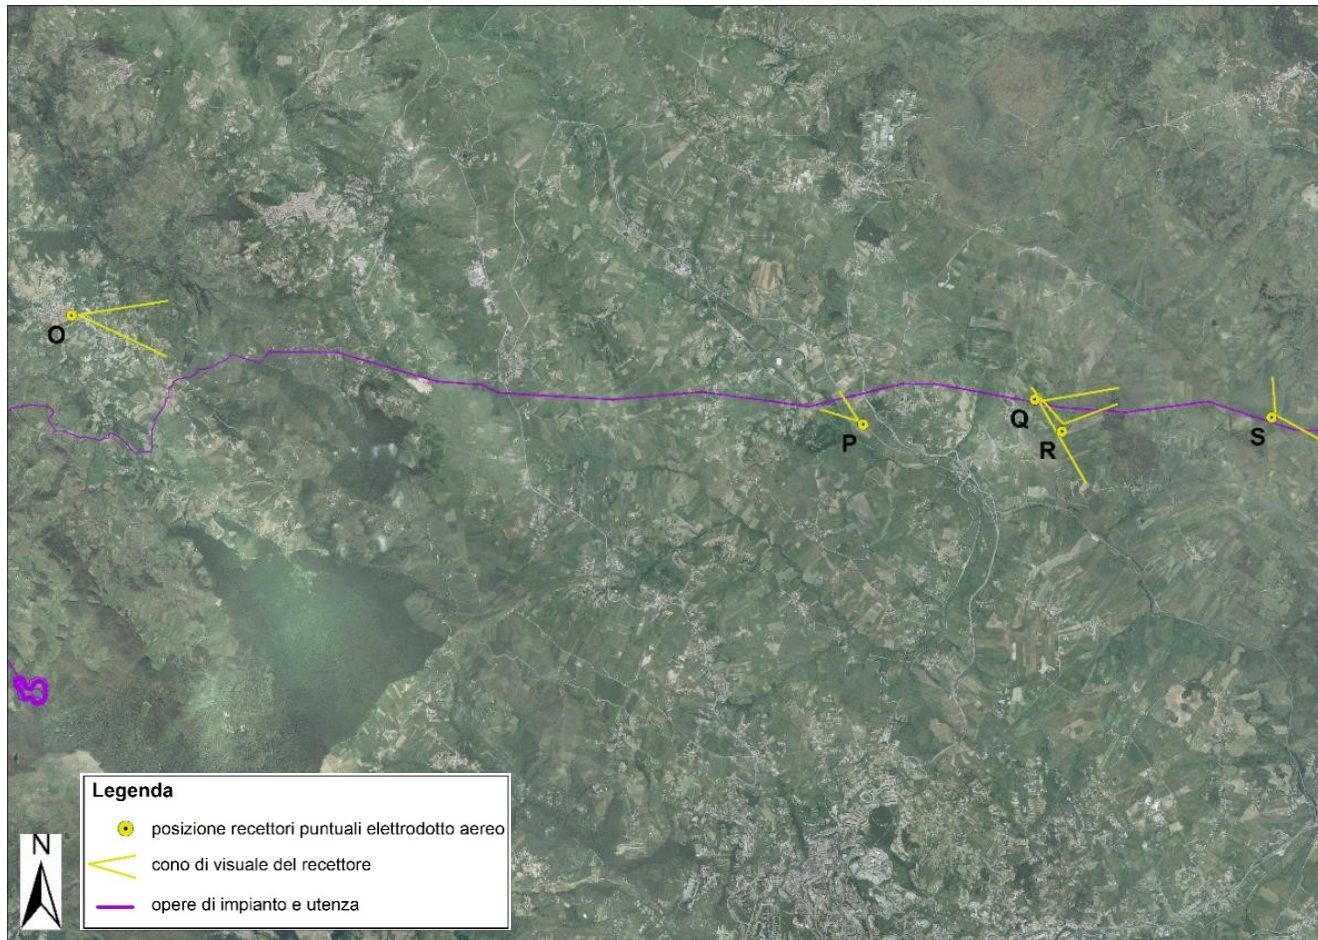 O
P
Q
R
S
Legenda
posizione recettori puntuali elettrodotto aereo
cono di visuale del recettore
opere di impianto e utenza
N